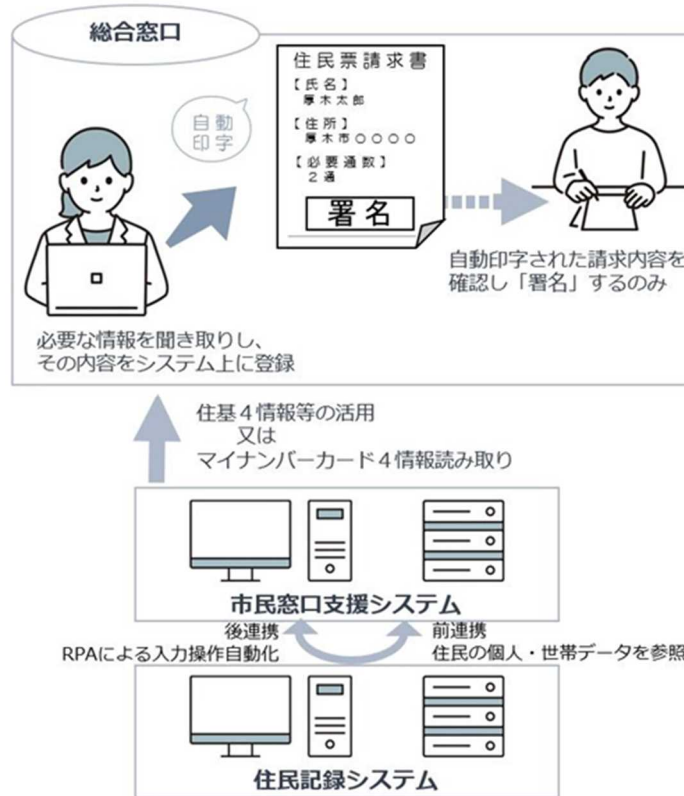 総合窓口
自動
印字
住民票請求書
【氏名】
厚木太郎
【住所】
厚木市○○○○
【必要通数】
2通
署名
自動印字された請求内容を
確認し「署名」するのみ
必要な情報を聞き取りし、
その内容をシステム上に登録
住基４情報等の活用
又は
マイナンバーカード４情報読み取り
市民窓口支援システム
後連携
RPAによる入力操作自動化
前連携
住民の個人・世帯データを参照
住民記録システム